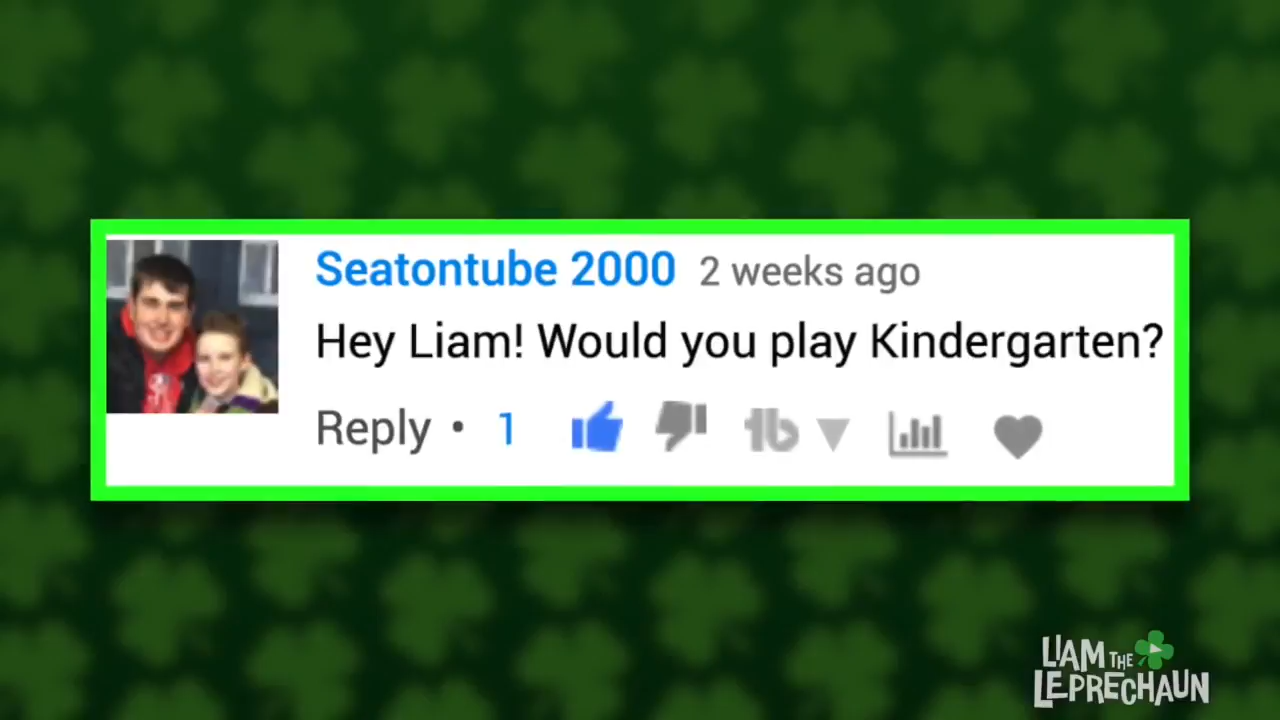 Seatontube 2000 2 weeks ago
Hey Liam! Would you play Kindergarten?
Reply • 1
LIAM THE
LEPRECHAUN